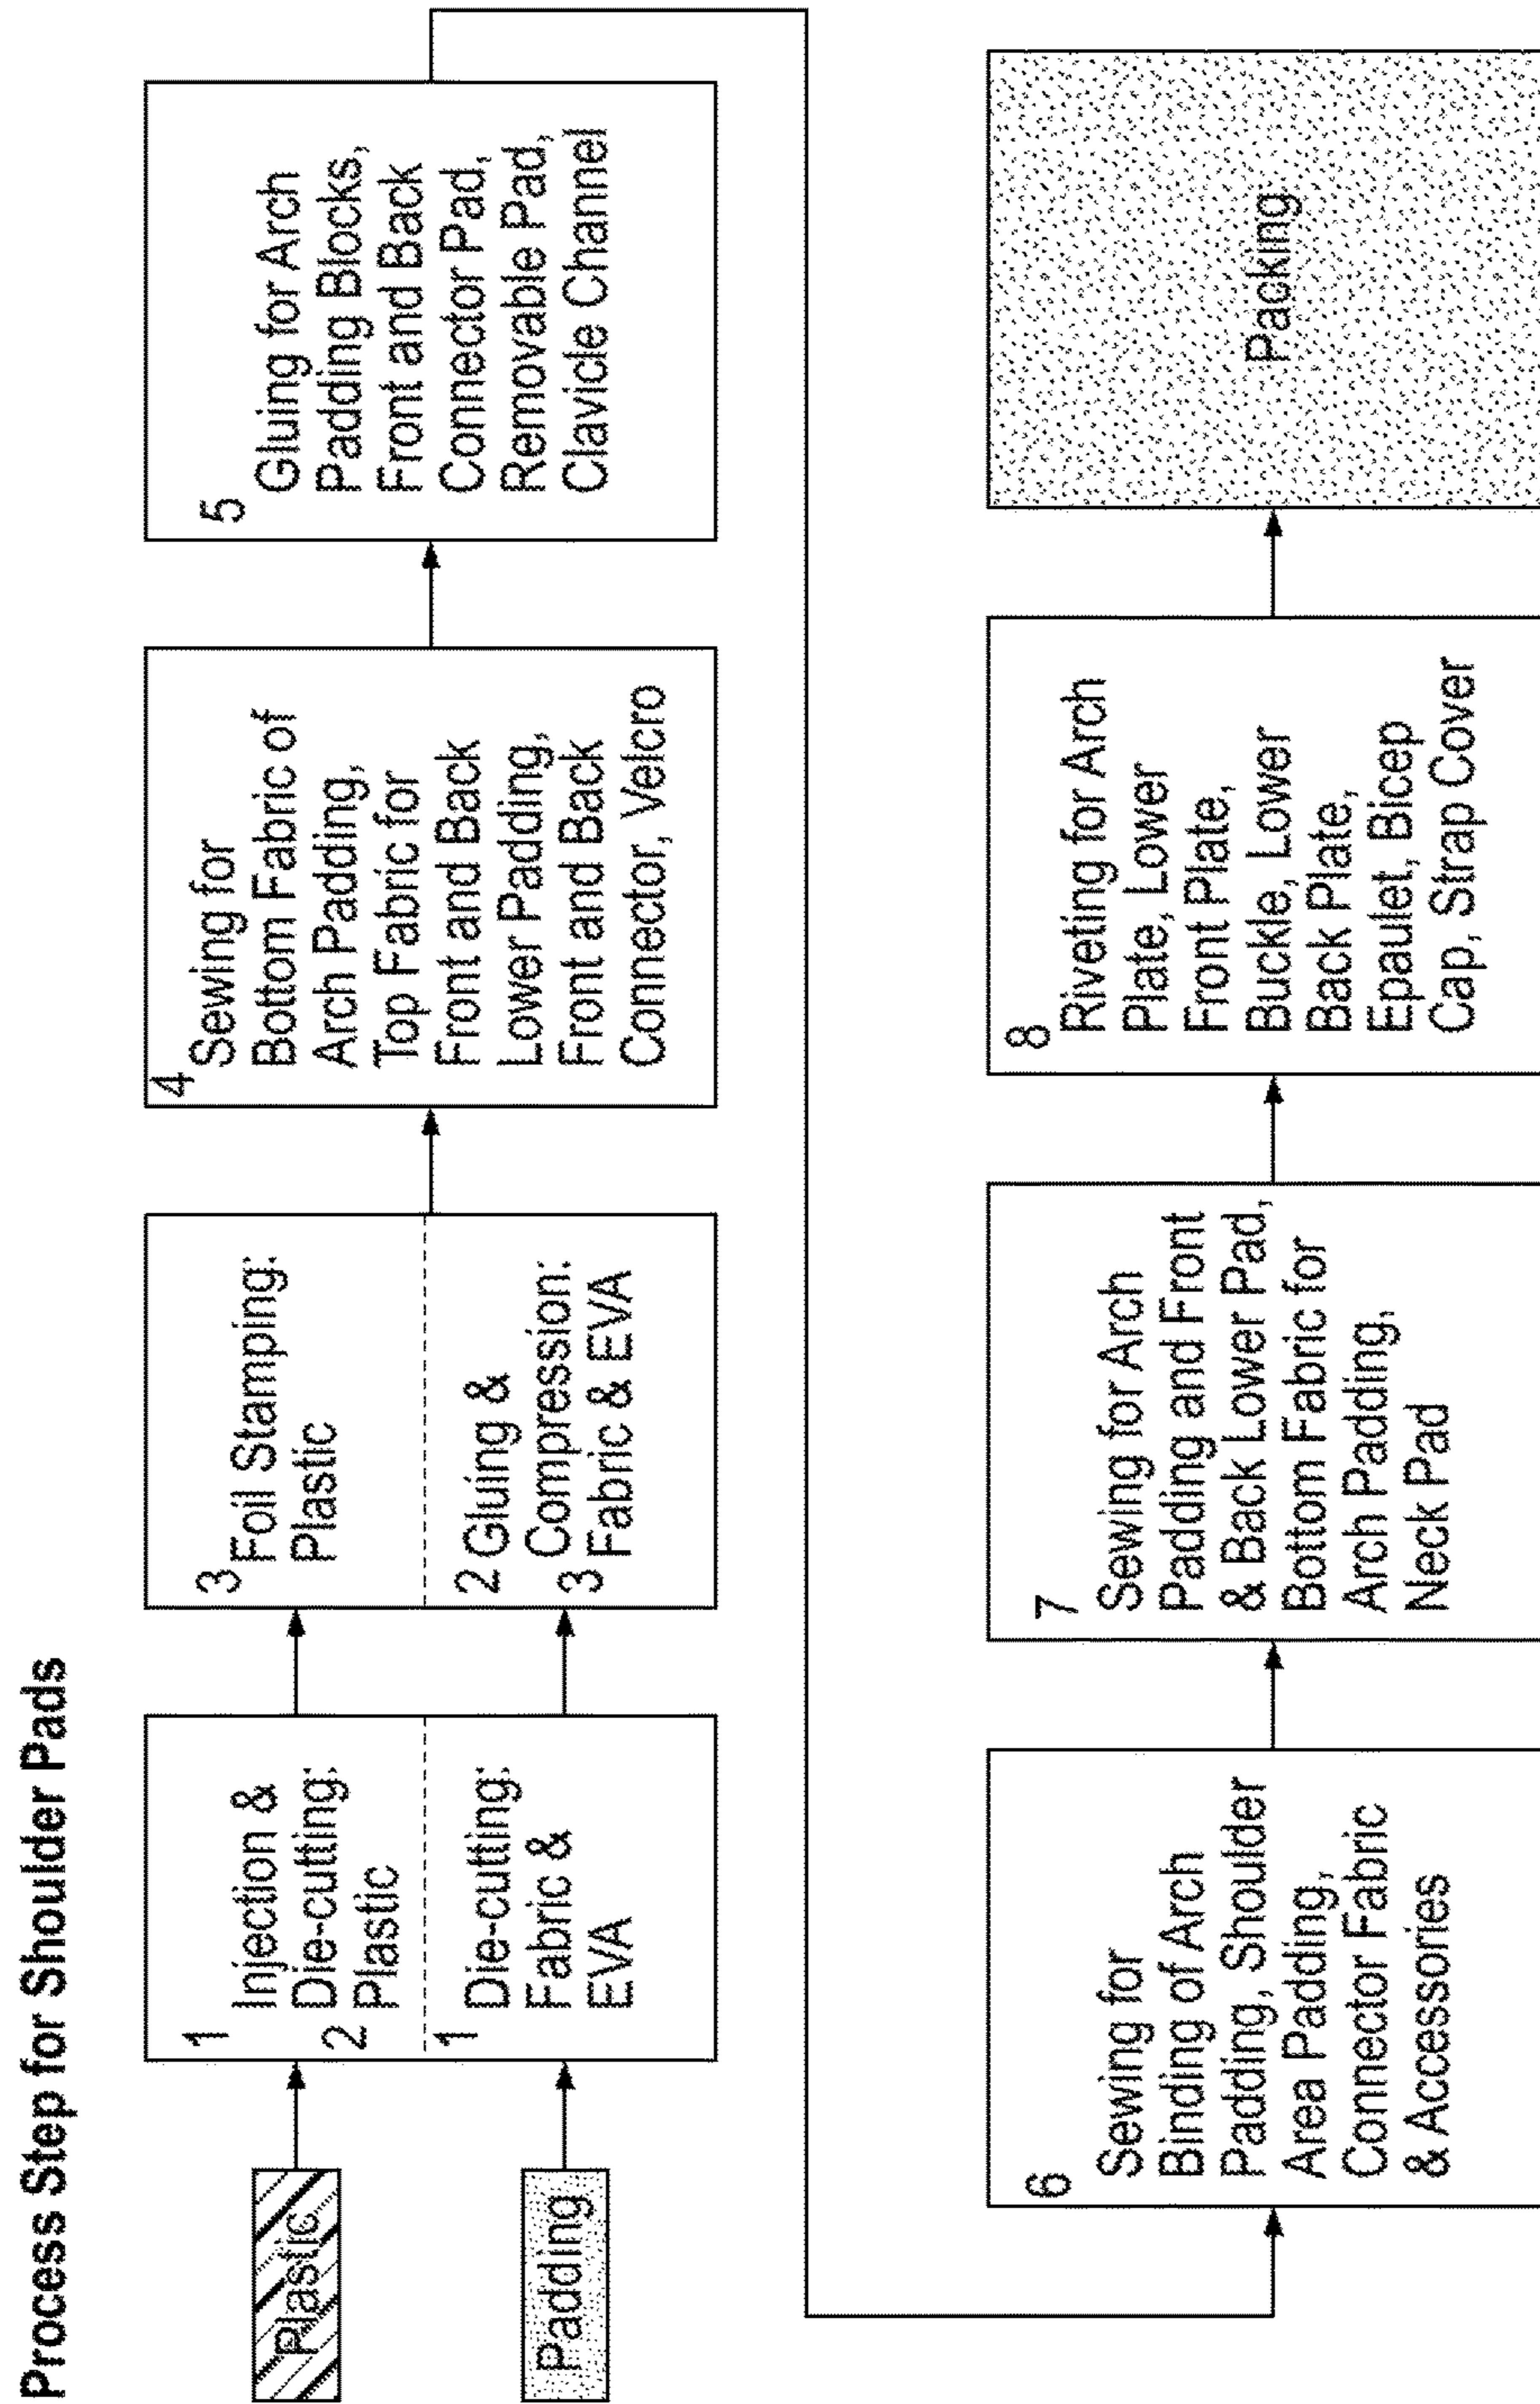 Process Step for Shoulder Pads
Plastic
Padding
1
Injection &
Die-cutting:
2
Plastic
1
Die-cutting:
Fabric &
EVA
3
Foil Stamping:
Plastic
2 Gluing &
Compression:
3 Fabric & EVA
4
Sewing for
Bottom Fabric of
Arch Padding,
Top Fabric for
Front and Back
Lower Padding,
Front and Back
Connector, Velcro
5
Gluing for Arch
Padding Blocks,
Front and Back
Connector Pad,
Removable Pad,
Clavicle Channel
6
Sewing for
Binding of Arch
Padding, Shoulder
Area Padding,
Connector Fabric
& Accessories
7
Sewing for Arch
Padding and Front
& Back Lower Pad,
Bottom Fabric for
Arch Padding,
Neck Pad
8
Riveting for Arch
Plate, Lower
Front Plate,
Buckle, Lower
Back Plate,
Epaulet, Bicep
Cap, Strap Cover
Packing